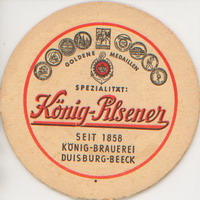 GOLDENE MEDAILLEN
SPEZIALITÄT:
König-Pilsener
SEIT 1858
KÖNIG-BRAUEREI
DUISBURG-BEECK